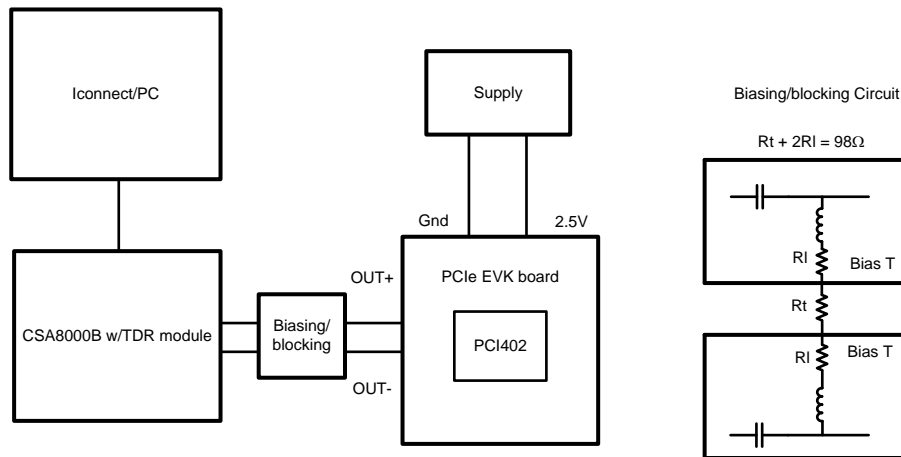 Iconnect/PC
Supply
Biasing/blocking Circuit
Rt + 2Rl = 98Ω
Gnd
2.5V
OUT+
PCIe EVK board
Rl
Bias T
CSA8000B w/TDR module
Biasing/
blocking
PCI402
Rt
OUT-
Rl
Bias T